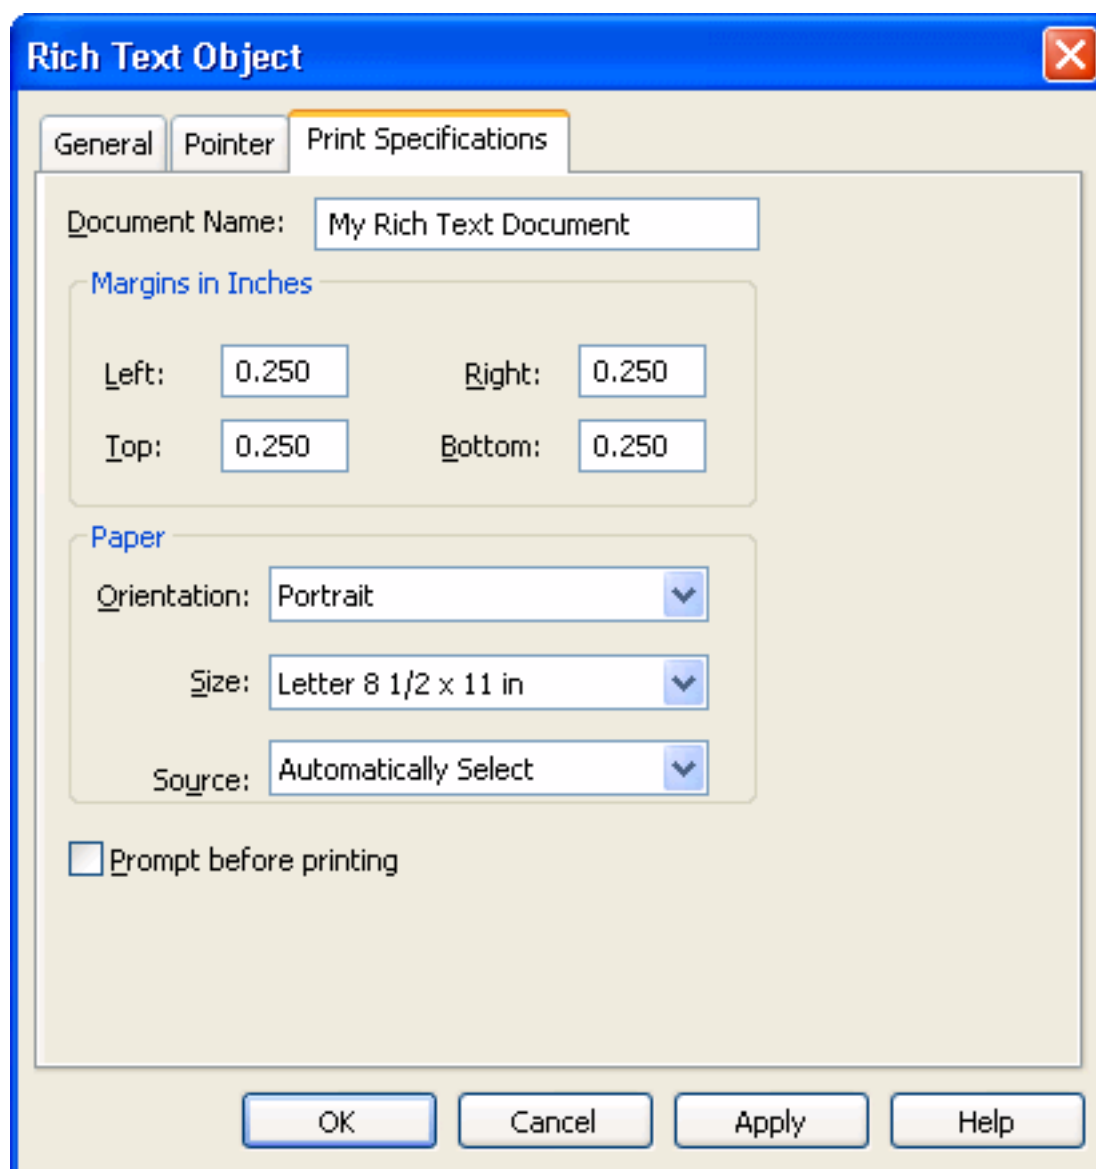 Rich Text Object
General Pointer Print Specifications
Document Name: My Rich Text Document
Margins in Inches
Left: 0.250 Right: 0.250
Top: 0.250 Bottom: 0.250
Paper
Orientation: Portrait
Size: Letter 8 1/2 x 11 in
Source: Automatically Select
Prompt before printing
OK Cancel Apply Help